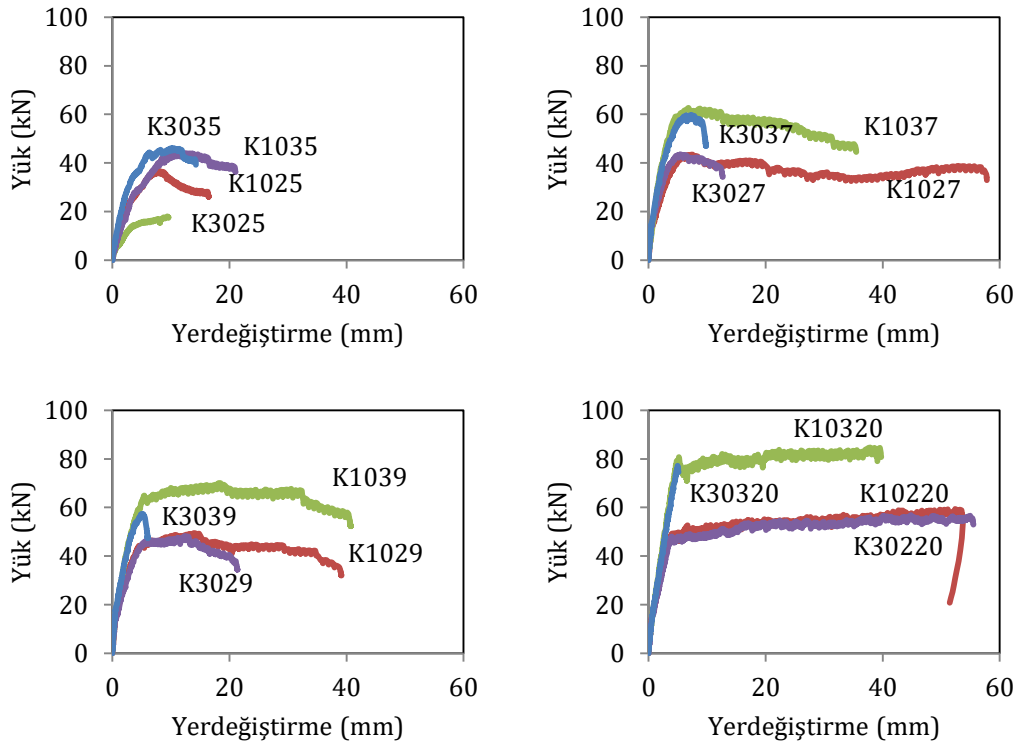 Yük (kN)
100
80
60
40
20
0
K3035
K1035
K1025
K3025
0 20 40 60
Yerdeğiştirme (mm)
Yük (kN)
100
80
60
40
20
0
K3037
K1037
K3027
K1027
0 20 40 60
Yerdeğiştirme (mm)
Yük (kN)
100
80
60
40
20
0
K1039
K3039
K1029
K3029
0 20 40 60
Yerdeğiştirme (mm)
Yük (kN)
100
80
60
40
20
0
K10320
K30320
K10220
K30220
0 20 40 60
Yerdeğiştirme (mm)